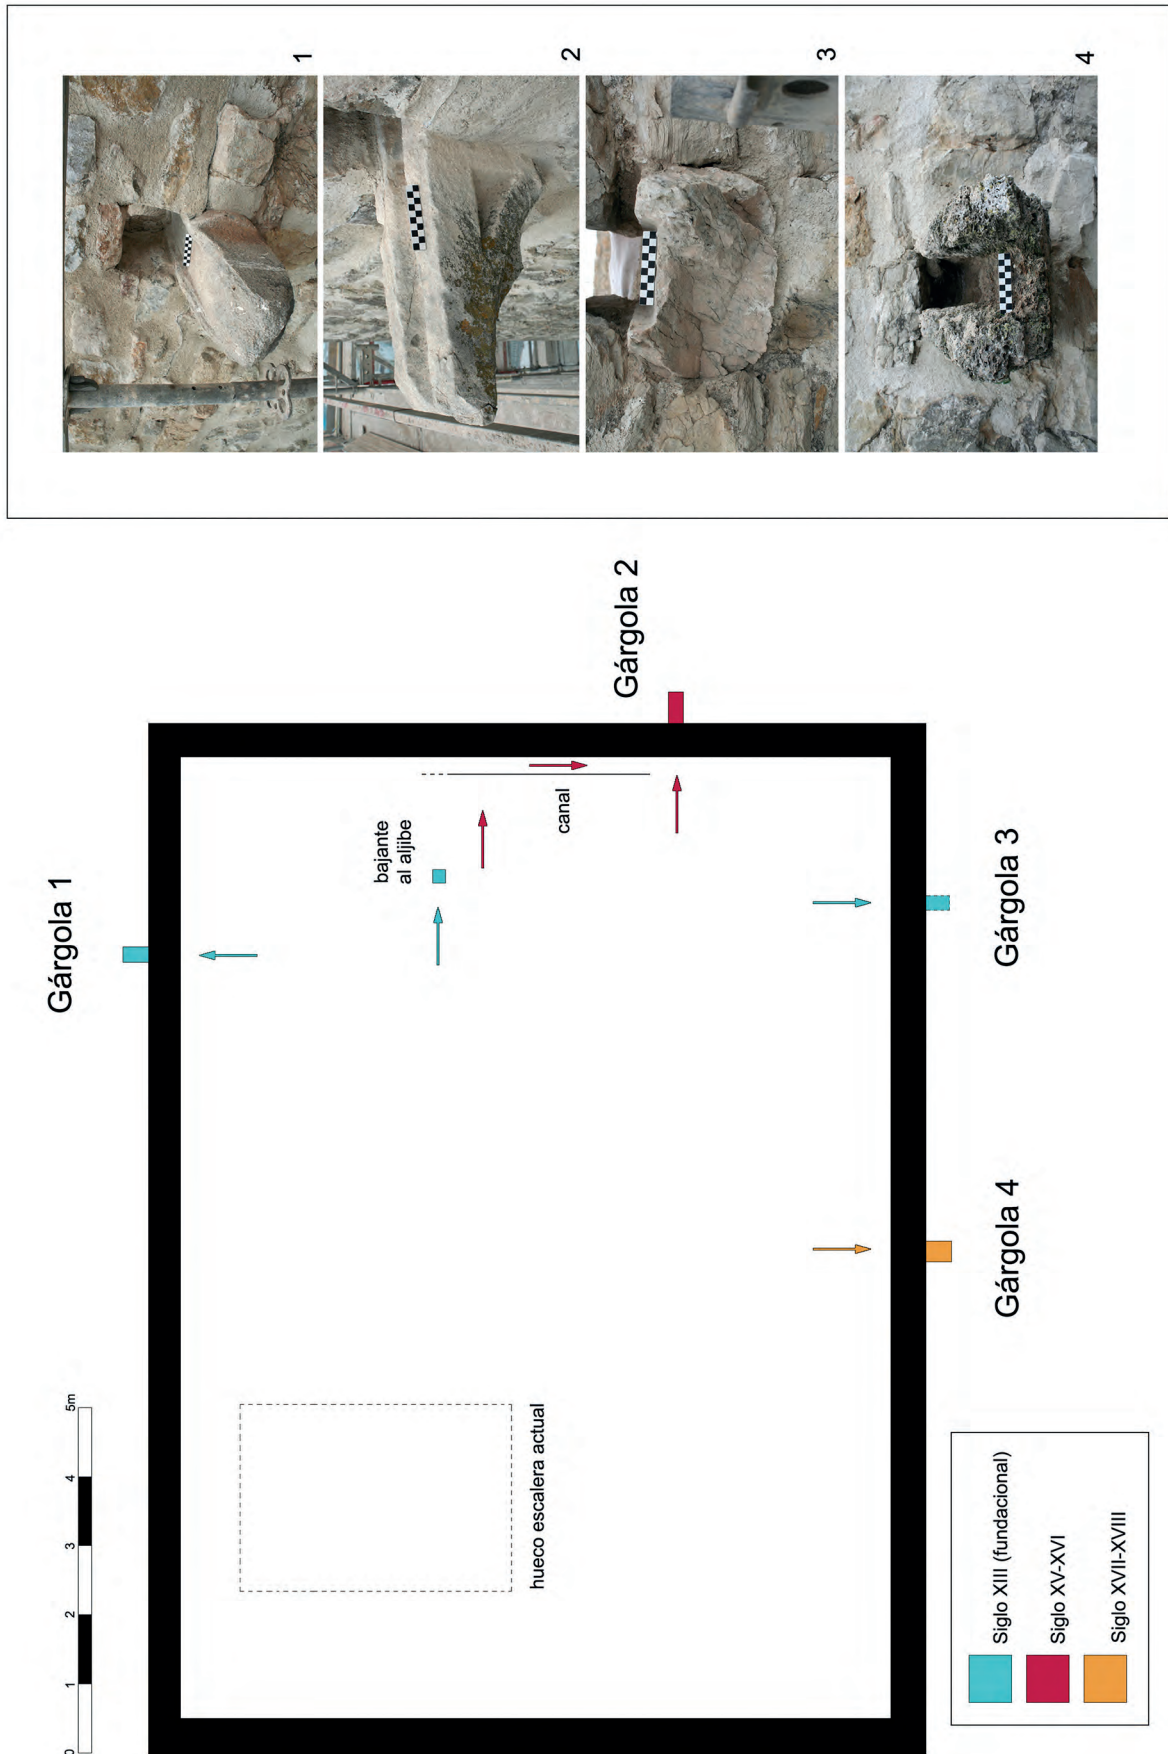 1
2
3
4
Gárgola 1
Gárgola 2
Gárgola 3
Gárgola 4
bajante
al aljibe
canal
hueco escalera actual
0 1 2 3 4 5m
Siglo XIII (fundacional)
Siglo XV-XVI
Siglo XVII-XVIII